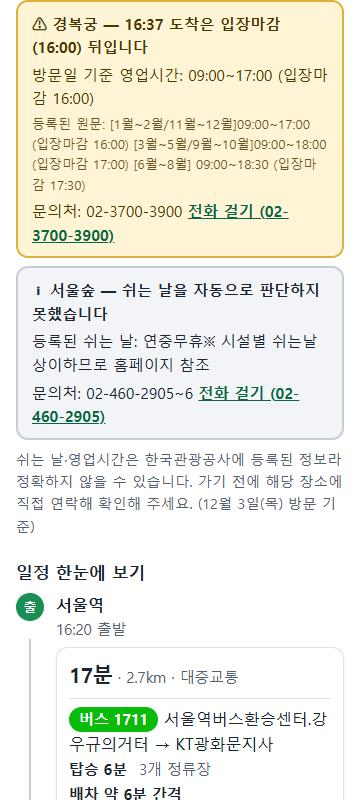 ⚠ 경복궁 — 16:37 도착은 입장마감
(16:00) 뒤입니다
방문일 기준 영업시간: 09:00~17:00 (입장마
감 16:00)
등록된 원문: [1월~2월/11월~12월]09:00~17:00
(입장마감 16:00) [3월~5월/9월~10월]09:00~18:00
(입장마감 17:00) [6월~8월] 09:00~18:30 (입장마
감 17:30)
문의처: 02-3700-3900 전화 걸기 (02-
3700-3900)
ℹ 서울숲 — 쉬는 날을 자동으로 판단하지
못했습니다
등록된 쉬는 날: 연중무휴※ 시설별 쉬는날
상이하므로 홈페이지 참조
문의처: 02-460-2905~6 전화 걸기 (02-
460-2905)
쉬는 날·영업시간은 한국관광공사에 등록된 정보라
정확하지 않을 수 있습니다. 가기 전에 해당 장소에
직접 연락해 확인해 주세요. (12월 3일(목) 방문 기
준)
일정 한눈에 보기
출 서울역
16:20 출발
17분 · 2.7km · 대중교통
버스 1711 서울역버스환승센터.강
우규의거터 → KT광화문지사
탑승 6분 3개 정류장
배차 약 6분 간격